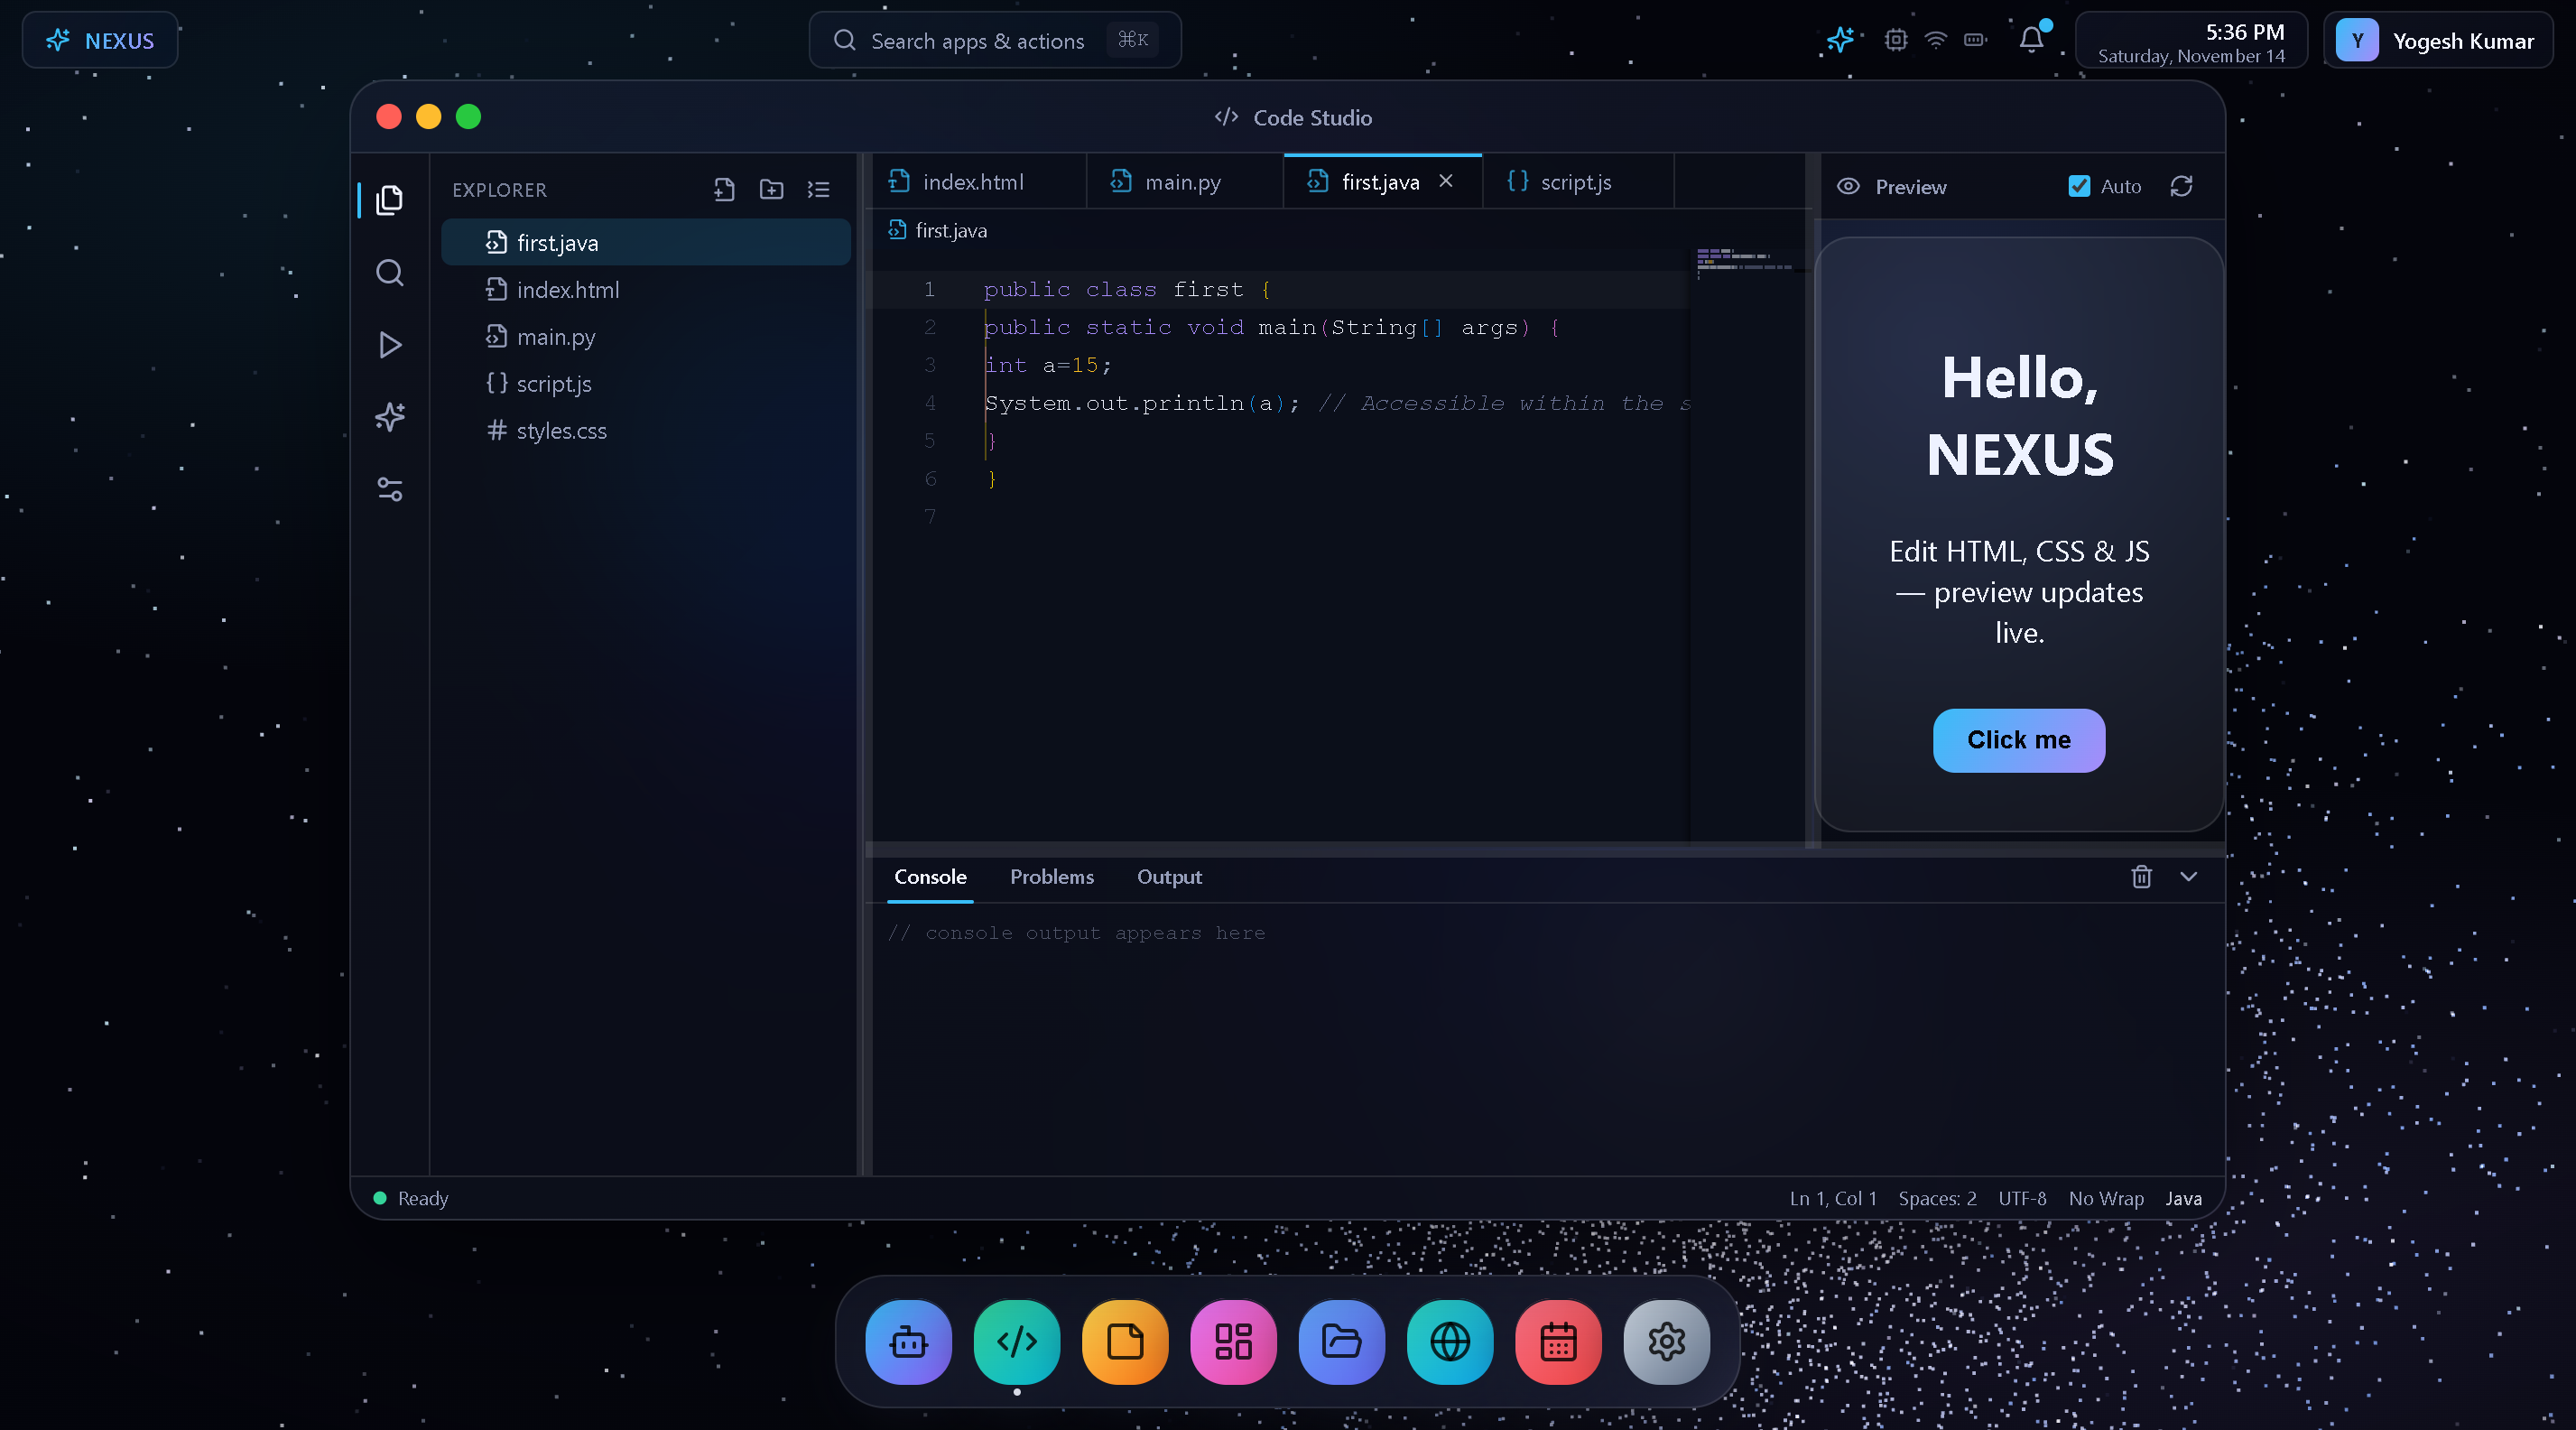 NEXUS
Search apps & actions ⌘K
5:36 PM
Saturday, November 14
Y
Yogesh Kumar
Code Studio
EXPLORER
first.java
index.html
main.py
script.js
styles.css
index.html
main.py
first.java
script.js
first.java
1 public class first {
2 public static void main(String[] args) {
3 int a=15;
4 System.out.println(a); // Accessible within the s
5 }
6 }
7
Preview
Auto
Hello,
NEXUS
Edit HTML, CSS & JS
— preview updates
live.
Click me
Console
Problems
Output
// console output appears here
Ready
Ln 1, Col 1
Spaces: 2
UTF-8
No Wrap
Java